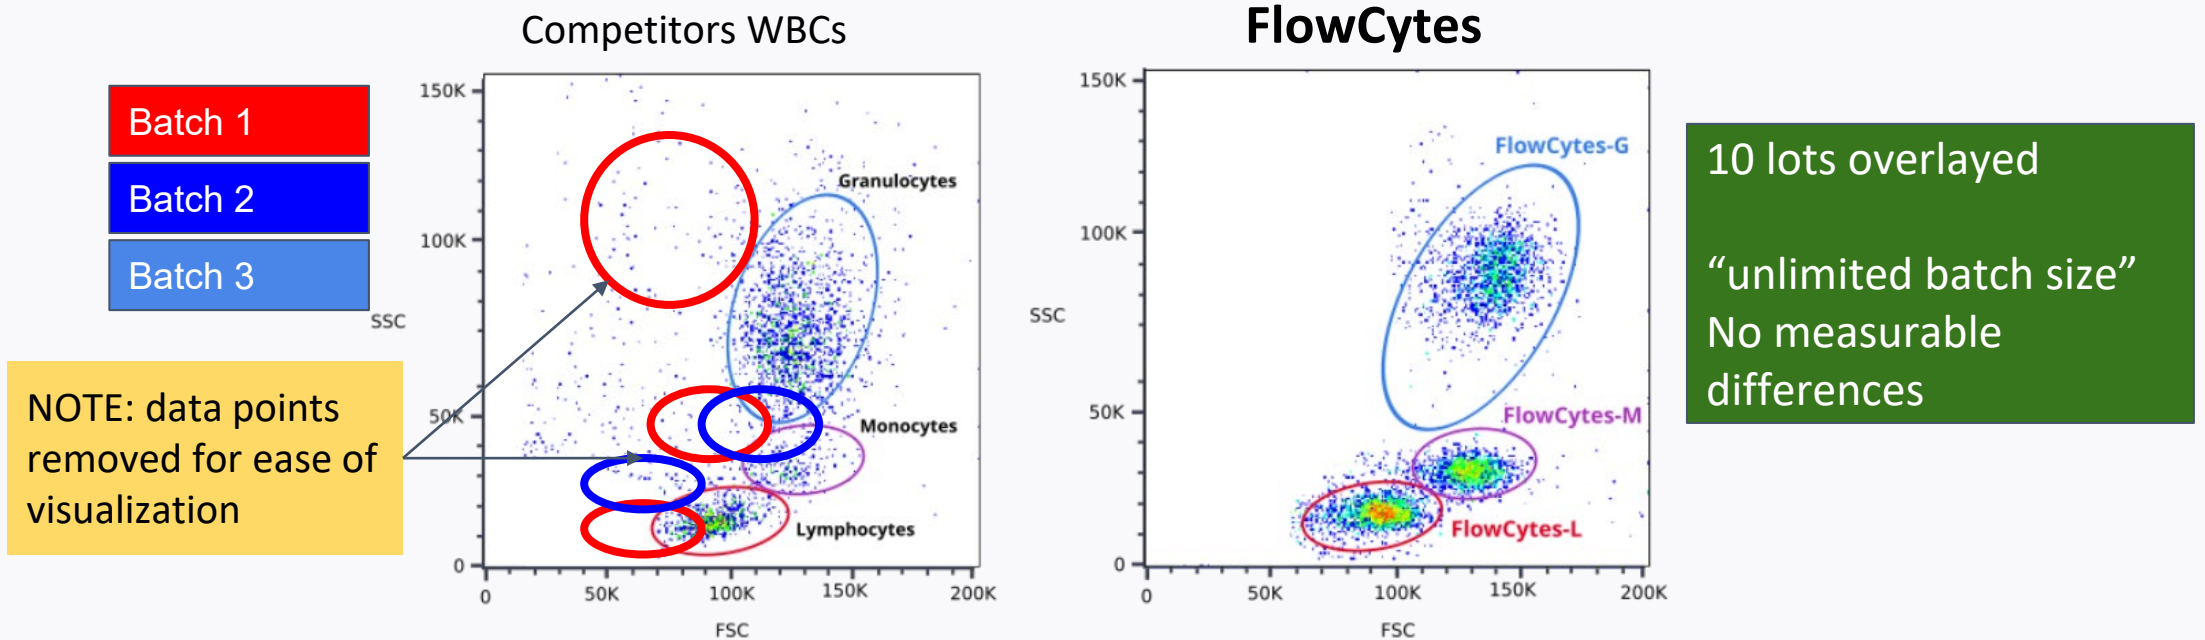 Competitors WBCs
FlowCytes
Batch 1
Batch 2
Batch 3
NOTE: data points
removed for ease of
visualization
SSC
150K
100K
50K
0
Granulocytes
Monocytes
Lymphocytes
0
50K
100K
150K
200K
FSC
SSC
150K
100K
50K
0
FlowCytes-G
FlowCytes-M
FlowCytes-L
0
50K
100K
150K
200K
FSC
10 lots overlayed
“unlimited batch size”
No measurable
differences